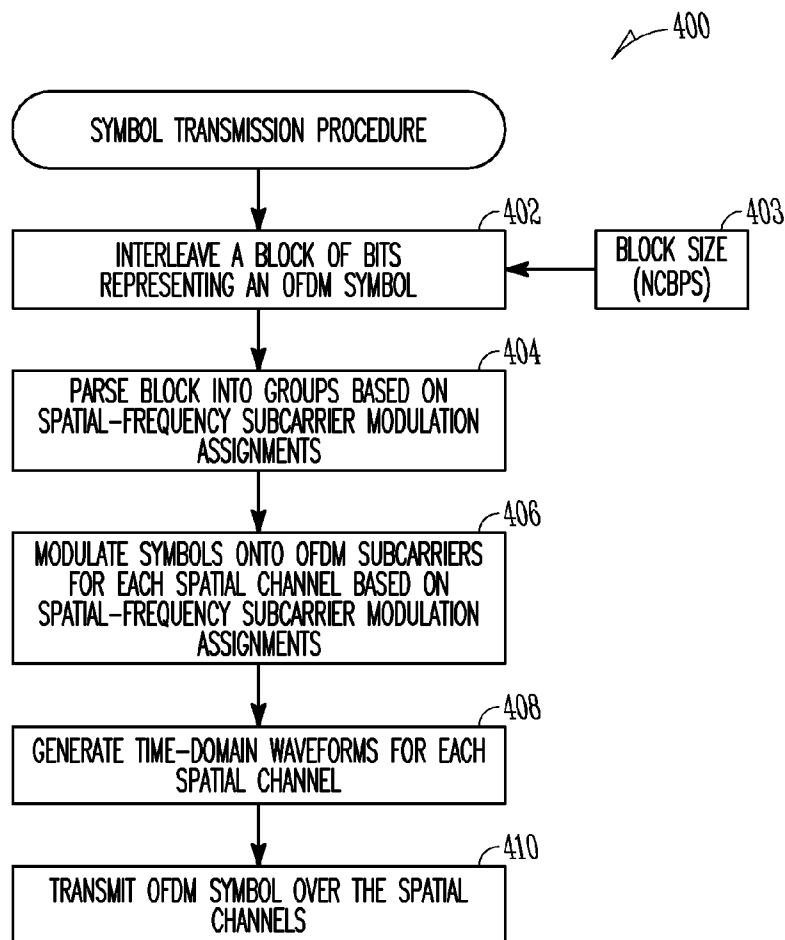 400
SYMBOL TRANSMISSION PROCEDURE
402
INTERLEAVE A BLOCK OF BITS
REPRESENTING AN OFDM SYMBOL
403
BLOCK SIZE
(NCBPS)
404
PARSE BLOCK INTO GROUPS BASED ON
SPATIAL-FREQUENCY SUBCARRIER MODULATION
ASSIGNMENTS
406
MODULATE SYMBOLS ONTO OFDM SUBCARRIERS
FOR EACH SPATIAL CHANNEL BASED ON
SPATIAL-FREQUENCY SUBCARRIER MODULATION
ASSIGNMENTS
408
GENERATE TIME-DOMAIN WAVEFORMS FOR EACH
SPATIAL CHANNEL
410
TRANSMIT OFDM SYMBOL OVER THE SPATIAL
CHANNELS